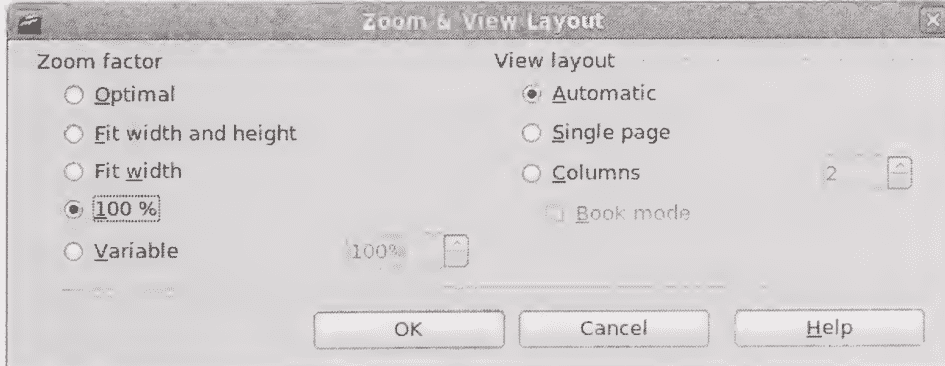 Zoom & View Layout
Zoom factor
Optimal
Fit width and height
Fit width
100 %
Variable 100%
View layout
Automatic
Single page
Columns 2
Book mode
OK Cancel Help